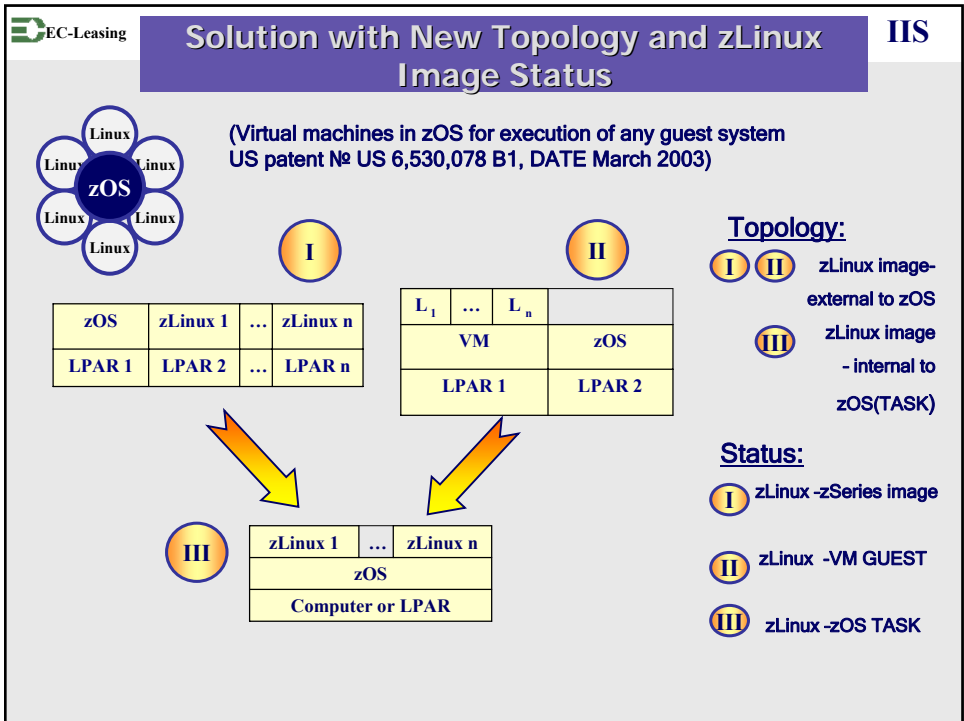 EC-Leasing
Solution with New Topology and zLinux
Image Status
IIS
(Virtual machines in zOS for execution of any guest system
US patent № US 6,530,078 B1, DATE March 2003)
Linux
Linux
Linux
zOS
Linux
Linux
Linux
I
II
zOS zLinux 1 ... zLinux n
LPAR 1 LPAR 2 ... LPAR n
L 1 ... L n
VM zOS
LPAR 1 LPAR 2
III
zLinux 1 ... zLinux n
zOS
Computer or LPAR
Topology:
I II zLinux image-
external to zOS
III zLinux image
- internal to
zOS(TASK)
Status:
I zLinux -zSeries image
II zLinux -VM GUEST
III zLinux -zOS TASK